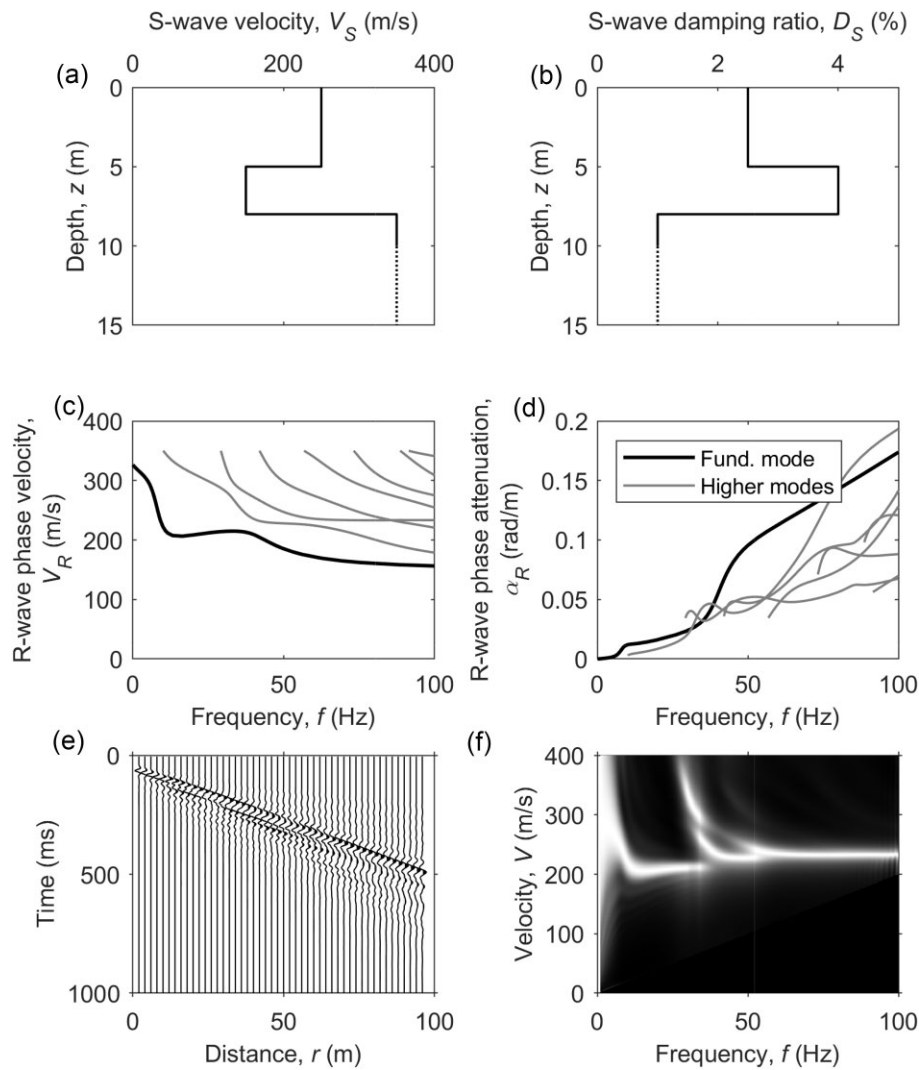 S-wave velocity, V_S (m/s)
S-wave damping ratio, D_S (%)
(a)
0 200 400
(b)
0 2 4
Depth, z (m)
0
5
10
15
Depth, z (m)
0
5
10
15
(c)
R-wave phase velocity,
V_R (m/s)
400
300
200
100
0
0 50 100
Frequency, f (Hz)
(d)
R-wave phase attenuation,
α_R (rad/m)
0.2
0.15
0.1
0.05
0
Fund. mode
Higher modes
0 50 100
Frequency, f (Hz)
(e)
Time (ms)
0
500
1000
0 50 100
Distance, r (m)
(f)
Velocity, V (m/s)
400
300
200
100
0
0 50 100
Frequency, f (Hz)